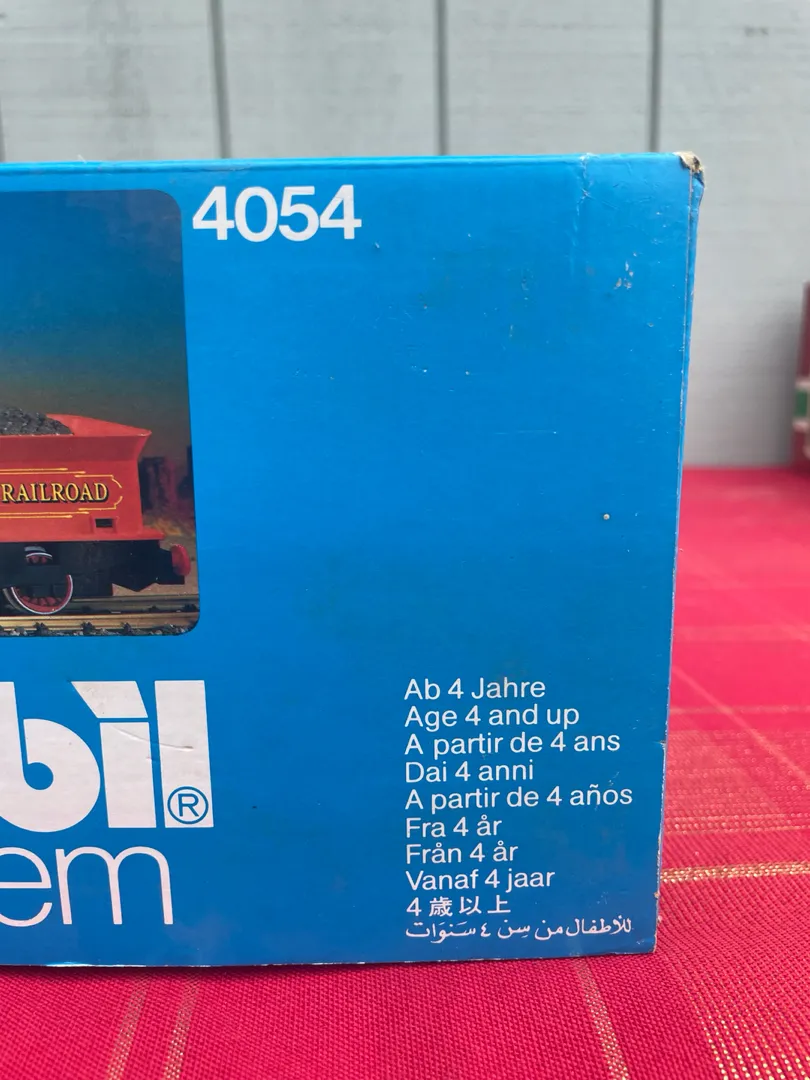 4054
RAILROAD
bil®
em
Ab 4 Jahre
Age 4 and up
A partir de 4 ans
Dai 4 anni
A partir de 4 años
Fra 4 år
Från 4 år
Vanaf 4 jaar
4 歳以上
للأطفال من سِن ٤ سَنوَات